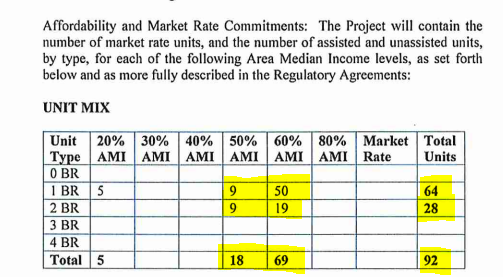 Affordability and Market Rate Commitments: The Project will contain the
number of market rate units, and the number of assisted and unassisted units,
by type, for each of the following Area Median Income levels, as set forth
below and as more fully described in the Regulatory Agreements:
UNIT MIX
Unit Type 20% AMI 30% AMI 40% AMI 50% AMI 60% AMI 80% AMI Market Rate Total Units
0 BR
1 BR 5 9 50 64
2 BR 9 19 28
3 BR
4 BR
Total 5 18 69 92